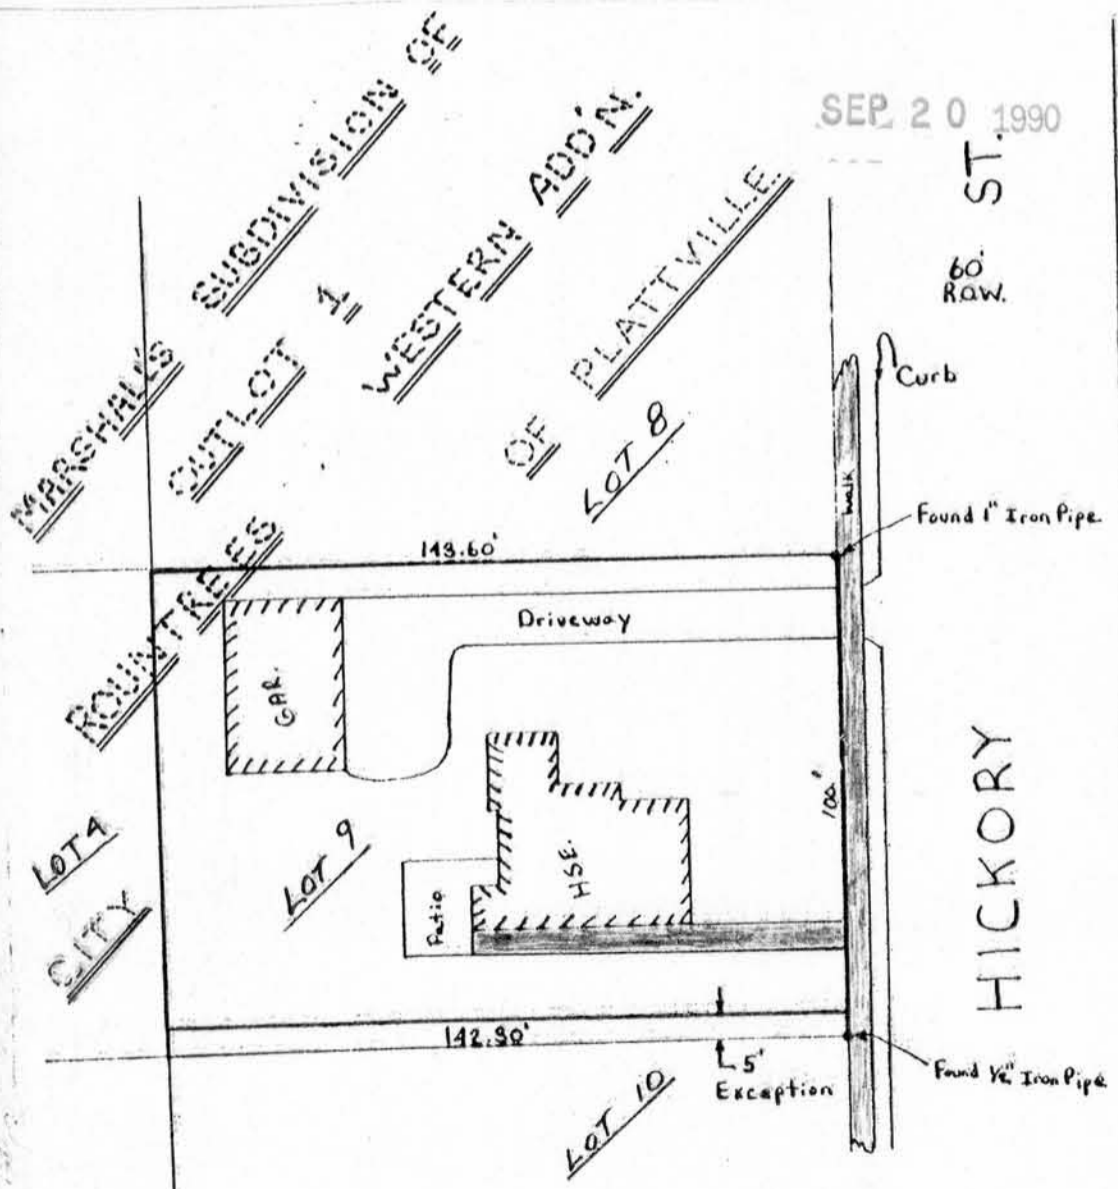 SEP 20 1990
MARSHALL'S SUBDIVISION OF
OUTLOT 1
WESTERN ADD'N.
OF PLATTVILLE.
ROUNTREES
CITY
HICKORY ST.
60'
R.O.W.
Curb
walk
LOT 8
Found 1" Iron Pipe
143.60'
Driveway
GAR.
100.'
LOT 4
LOT 9
HSE.
Patio
142.30'
5'
Exception
Found 1/2" Iron Pipe
LOT 10